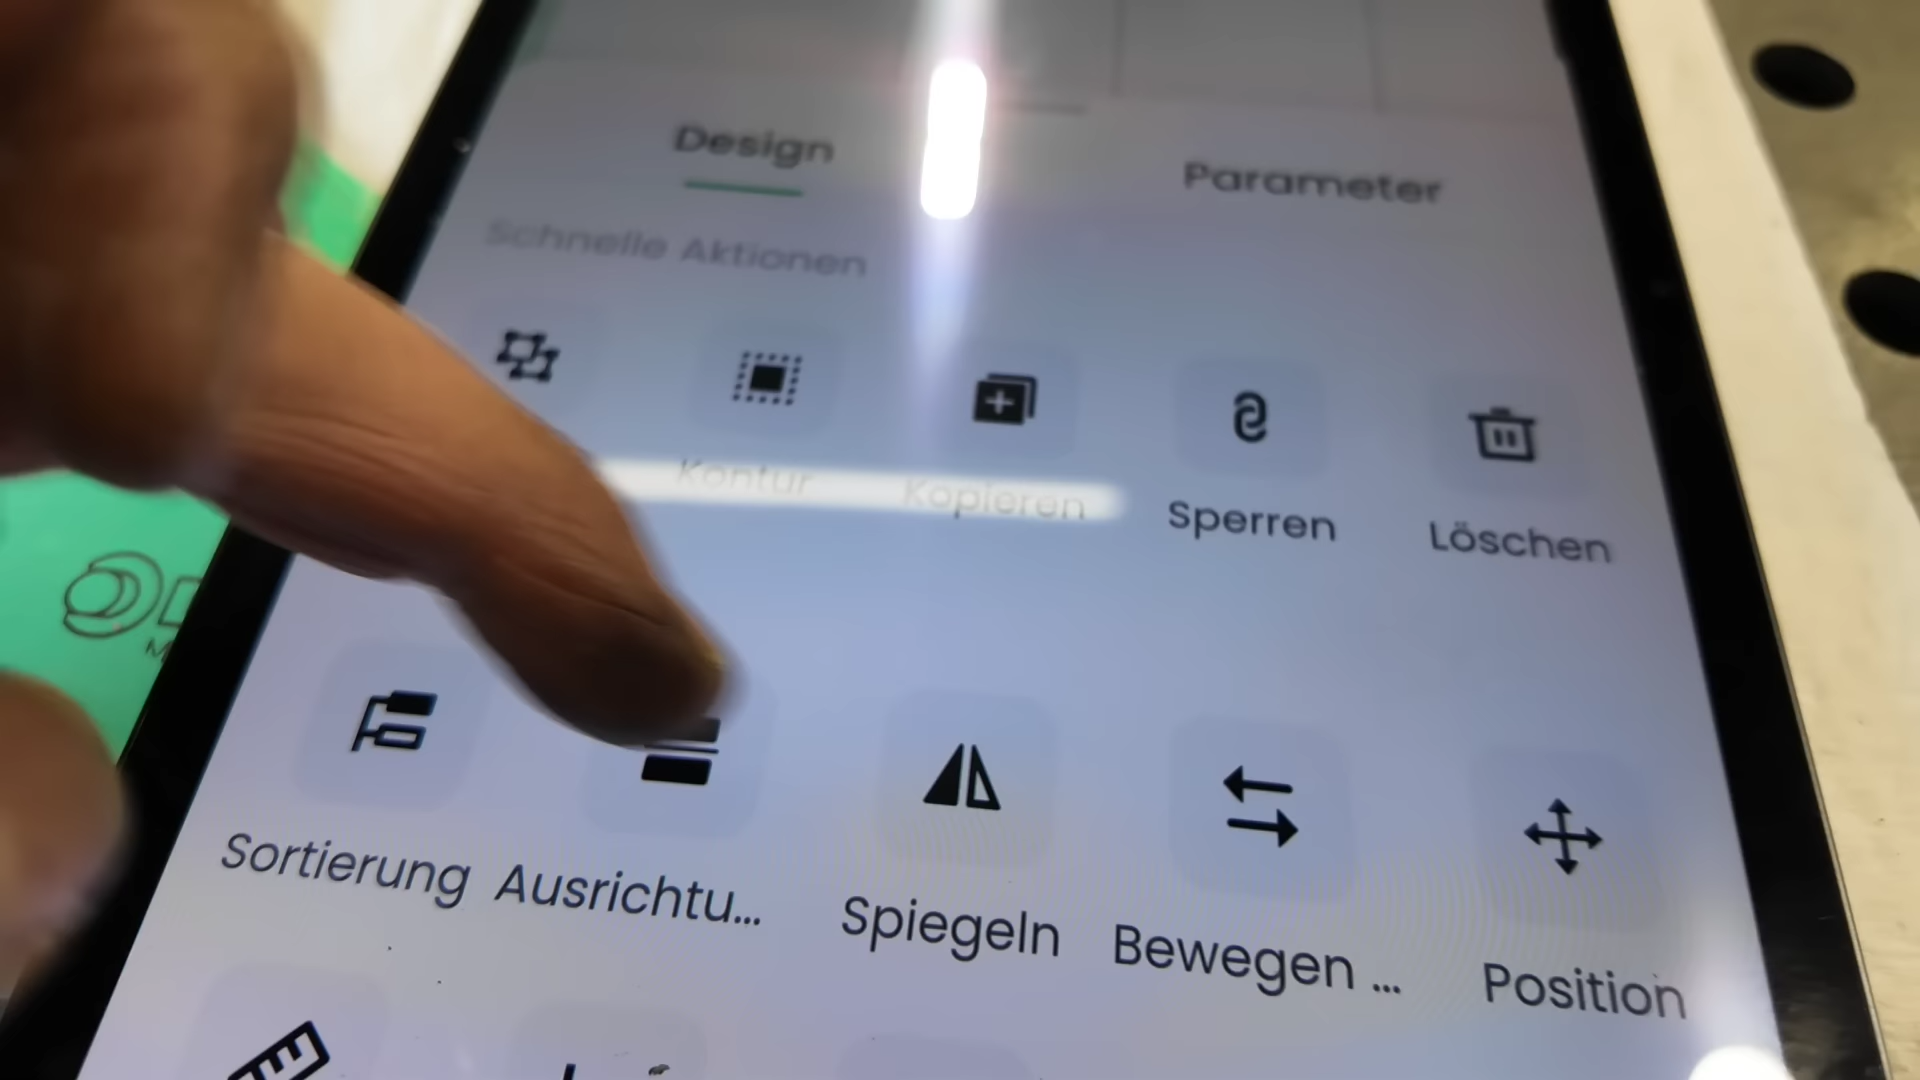 Design
Parameter
Schnelle Aktionen
Kontur
Kopieren
Sperren
Löschen
Sortierung
Ausrichtu...
Spiegeln
Bewegen ...
Position